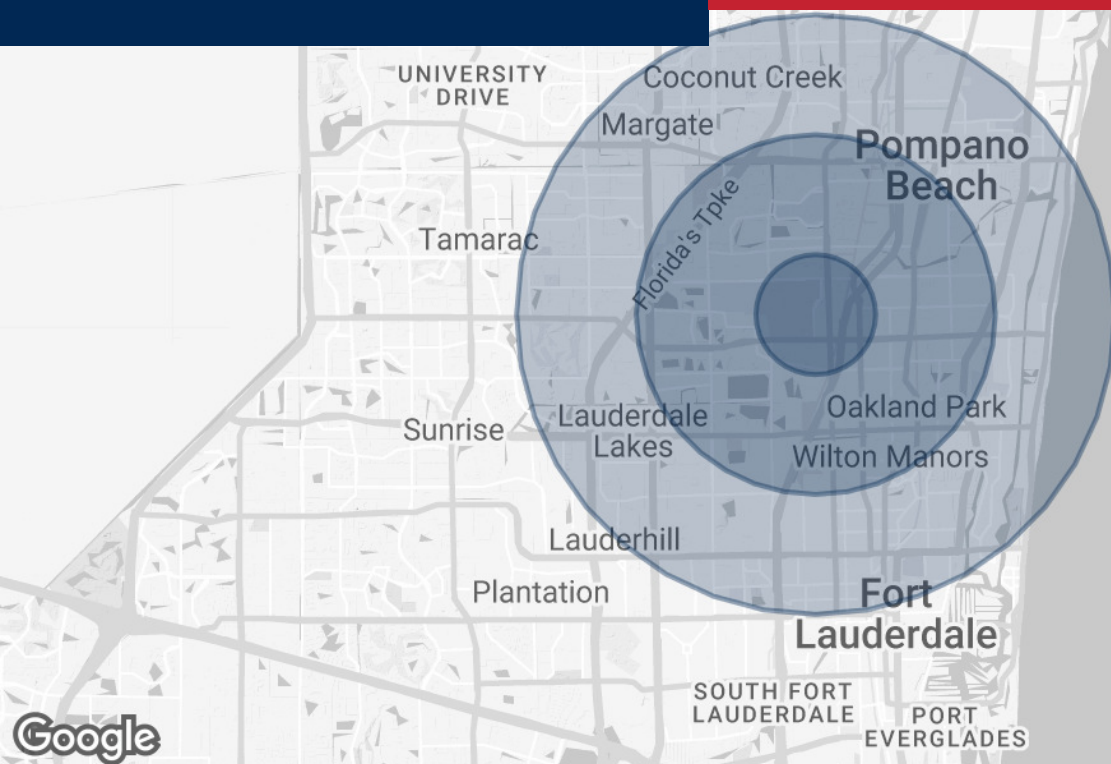 UNIVERSITY
DRIVE
Coconut Creek
Margate
Pompano
Beach
Florida's Tpke
Tamarac
Oakland Park
Lauderdale
Lakes
Sunrise
Wilton Manors
Lauderhill
Plantation
Fort
Lauderdale
SOUTH FORT
LAUDERDALE
PORT
EVERGLADES
Google